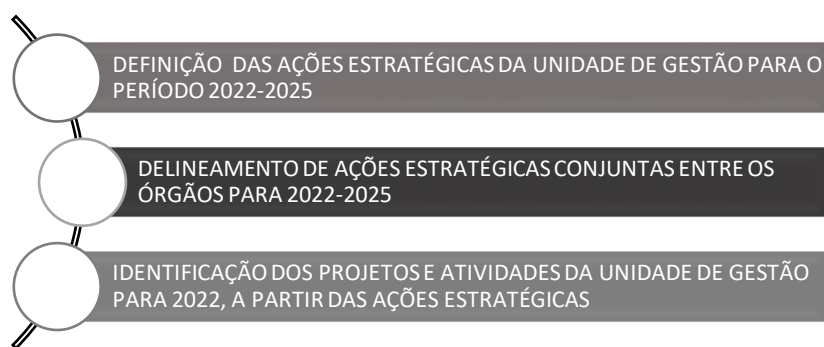 DEFINIÇÃO DAS AÇÕES ESTRATÉGICAS DA UNIDADE DE GESTÃO PARA O
PERÍODO 2022-2025
DELINEAMENTO DE AÇÕES ESTRATÉGICAS CONJUNTAS ENTRE OS
ÓRGÃOS PARA 2022-2025
IDENTIFICAÇÃO DOS PROJETOS E ATIVIDADES DA UNIDADE DE GESTÃO
PARA 2022, A PARTIR DAS AÇÕES ESTRATÉGICAS